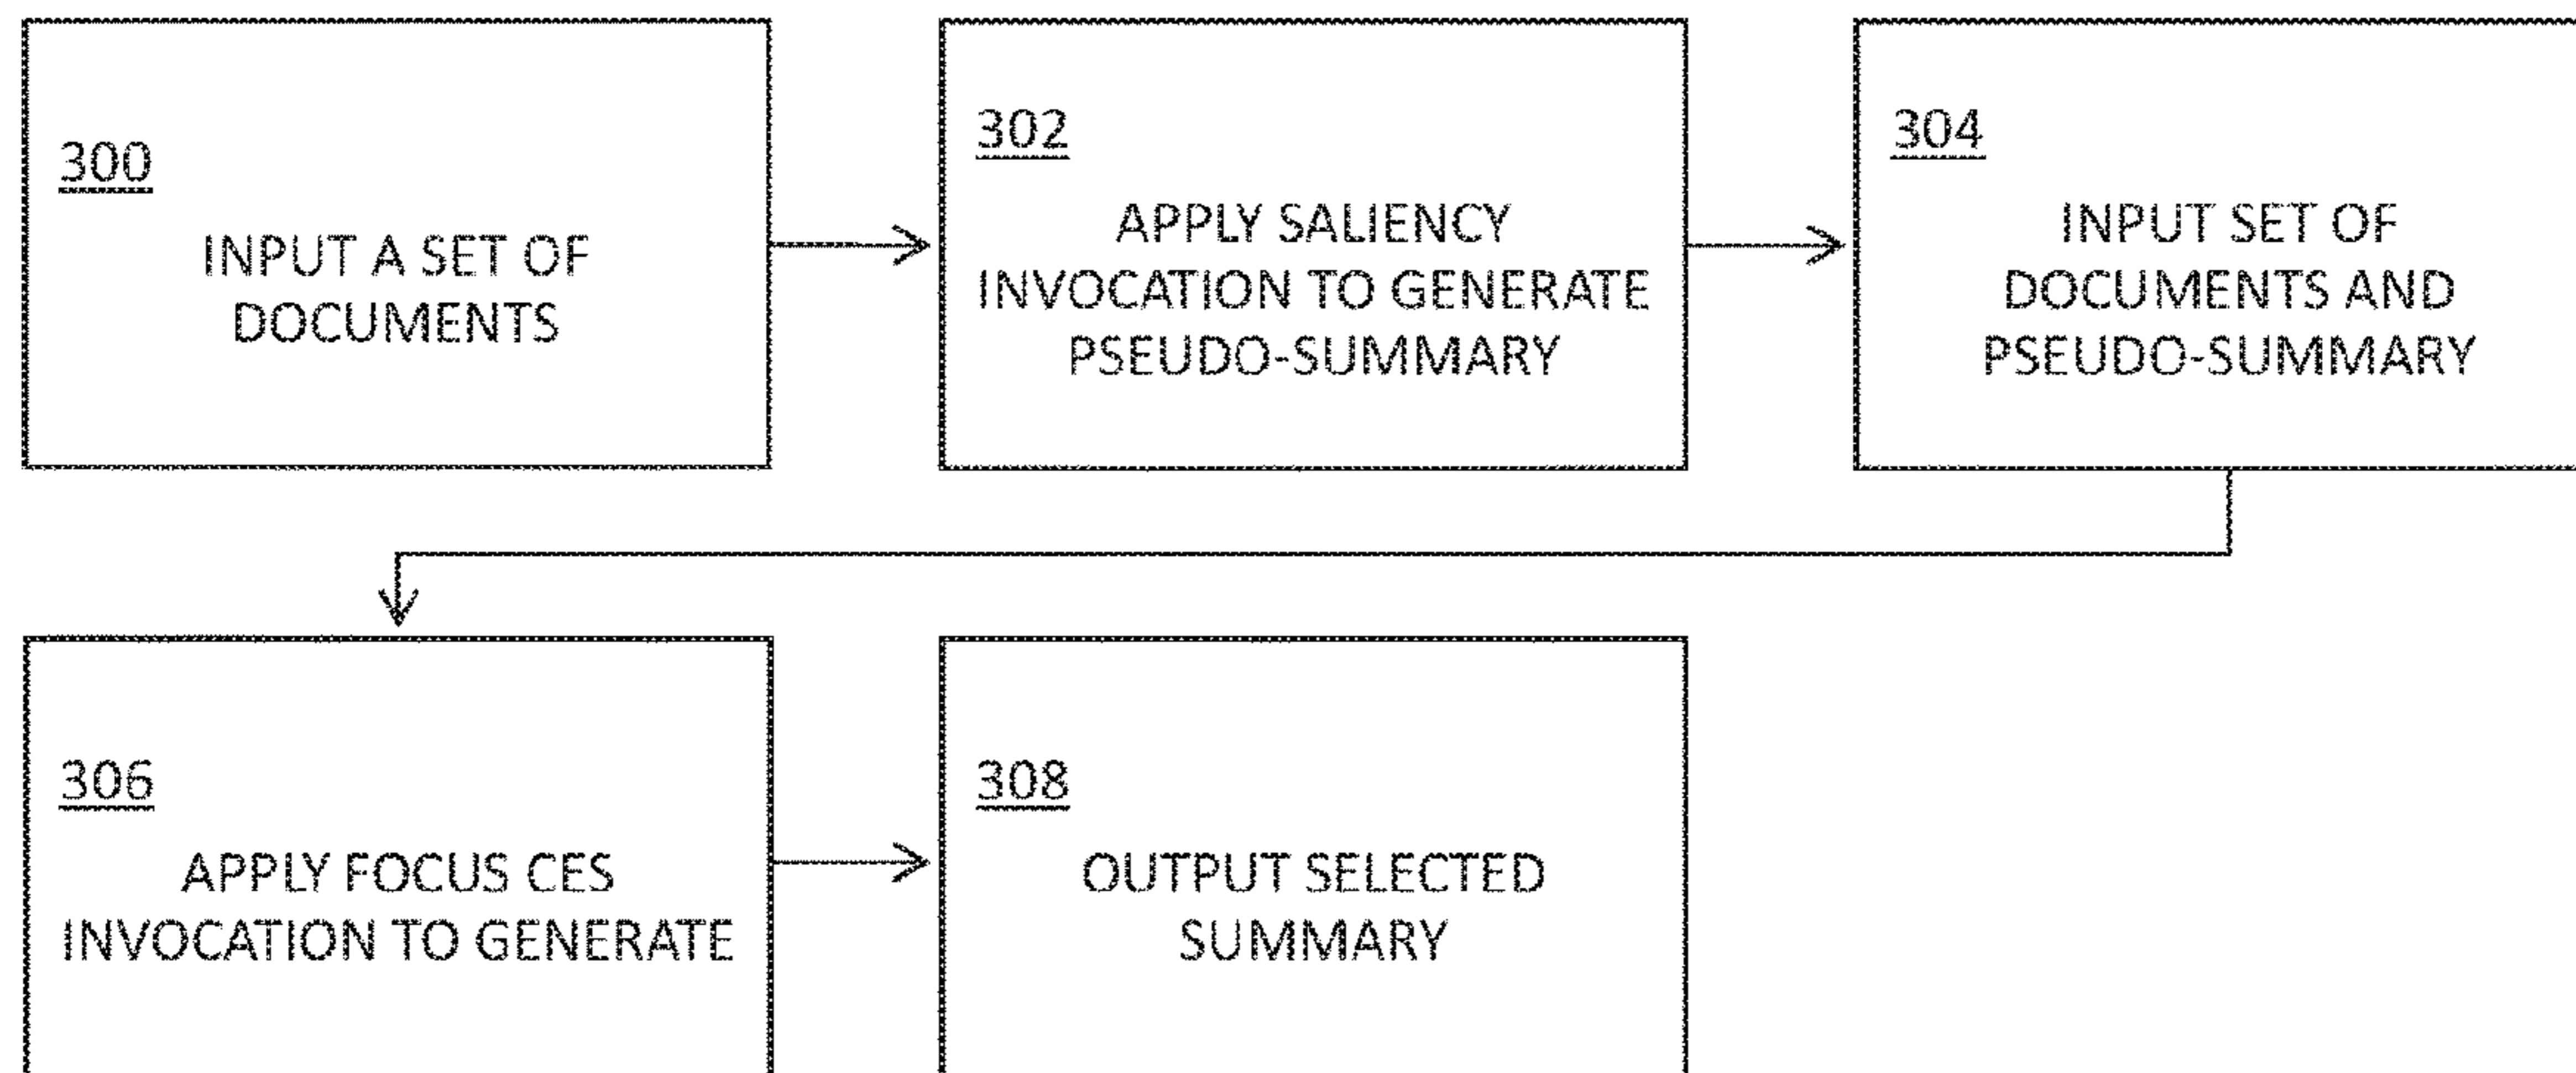 300
INPUT A SET OF
DOCUMENTS
302
APPLY SALIENCY
INVOCATION TO GENERATE
PSEUDO-SUMMARY
304
INPUT SET OF
DOCUMENTS AND
PSEUDO-SUMMARY
306
APPLY FOCUS CES
INVOCATION TO GENERATE
308
OUTPUT SELECTED
SUMMARY